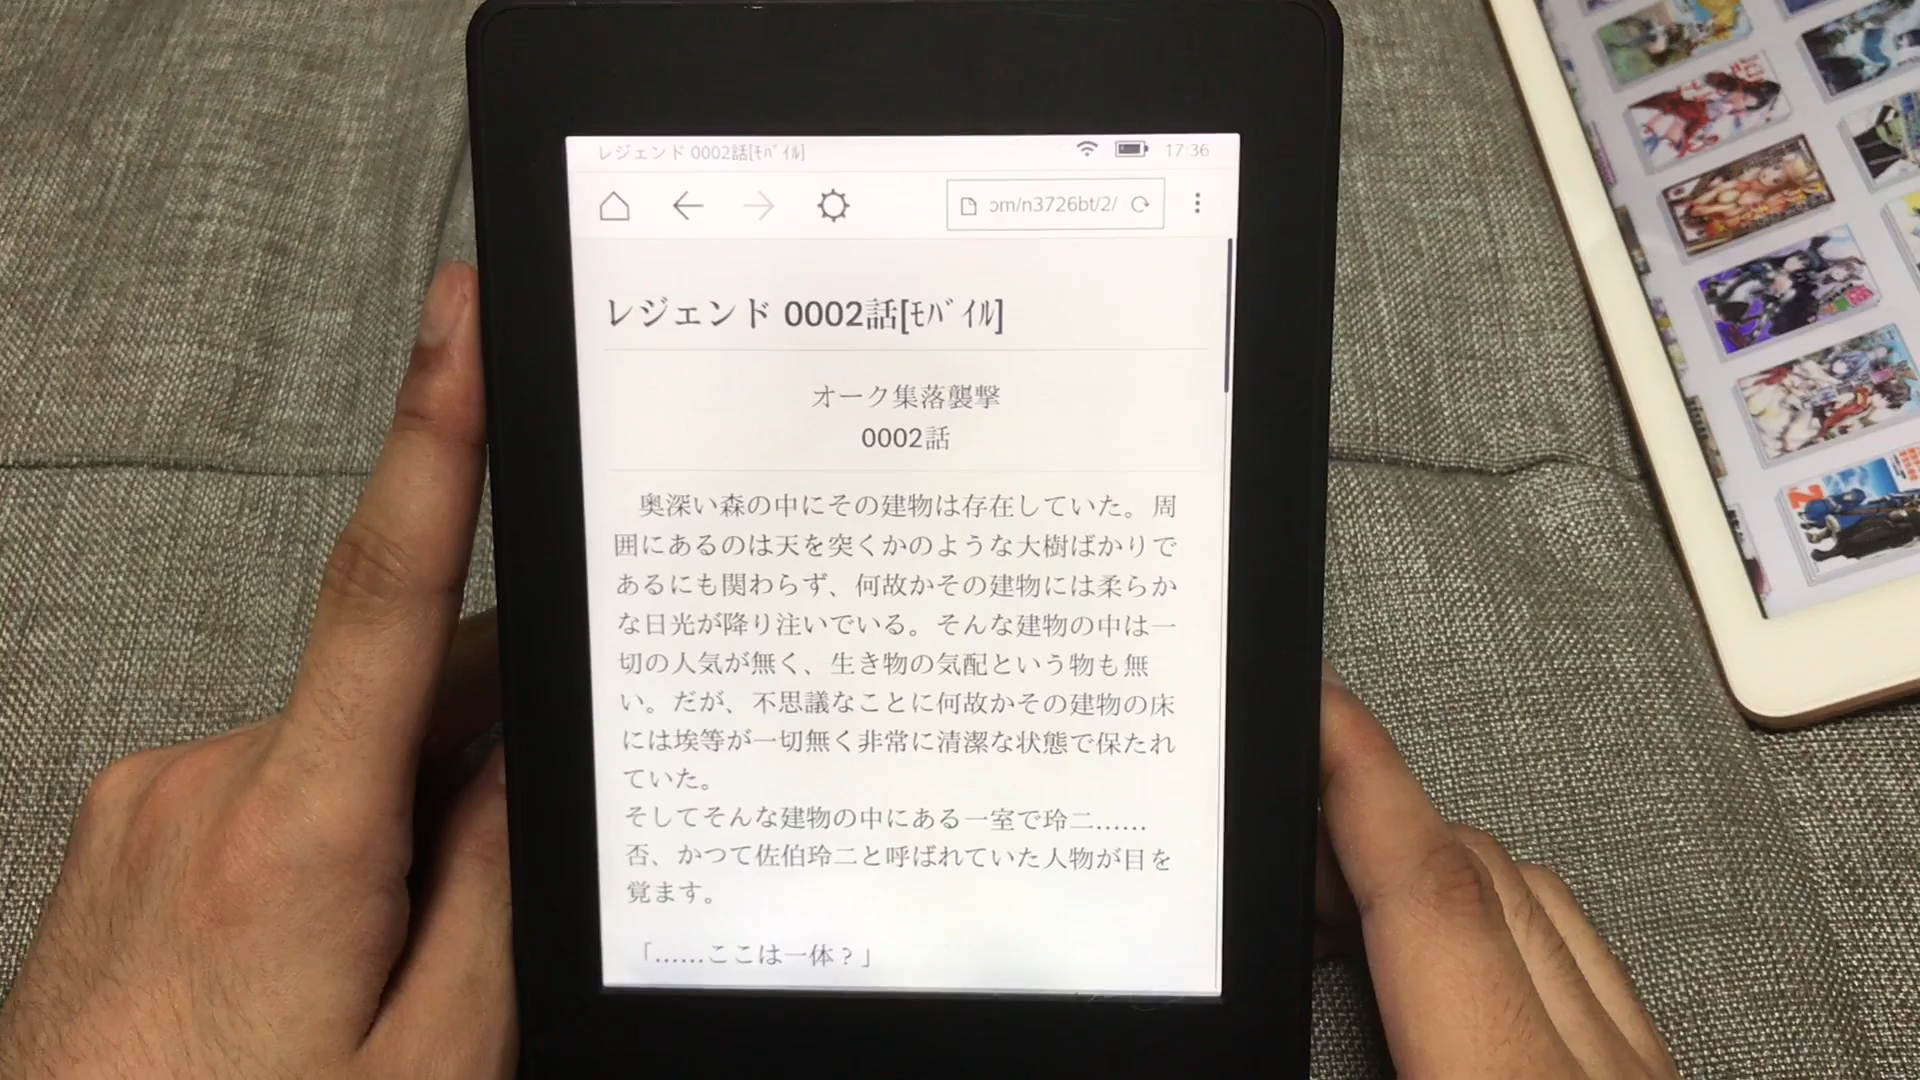 レジェンド 0002話[ﾓﾊﾞｲﾙ]
17:36
om/n3726bt/2/
レジェンド 0002話[ﾓﾊﾞｲﾙ]
オーク集落襲撃
0002話
奥深い森の中にその建物は存在していた。周
囲にあるのは天を突くかのような大樹ばかりで
あるにも関わらず、何故かその建物には柔らか
な日光が降り注いでいる。そんな建物の中は一
切の人気が無く、生き物の気配という物も無
い。だが、不思議なことに何故かその建物の床
には埃等が一切無く非常に清潔な状態で保たれ
ていた。
そしてそんな建物の中にある一室で玲二……
否、かつて佐伯玲二と呼ばれていた人物が目を
覚ます。
「……ここは一体？」